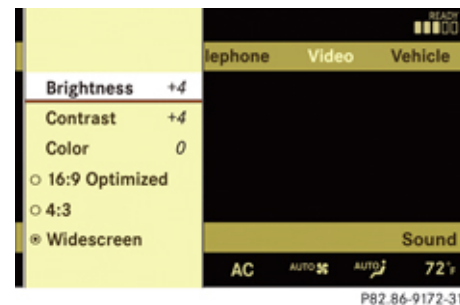 READY
lephone Video Vehicle
Brightness +4
Contrast +4
Color 0
16:9 Optimized
4:3
Widescreen
Sound
AC AUTO AUTO 72°F
P82.86-9172-31